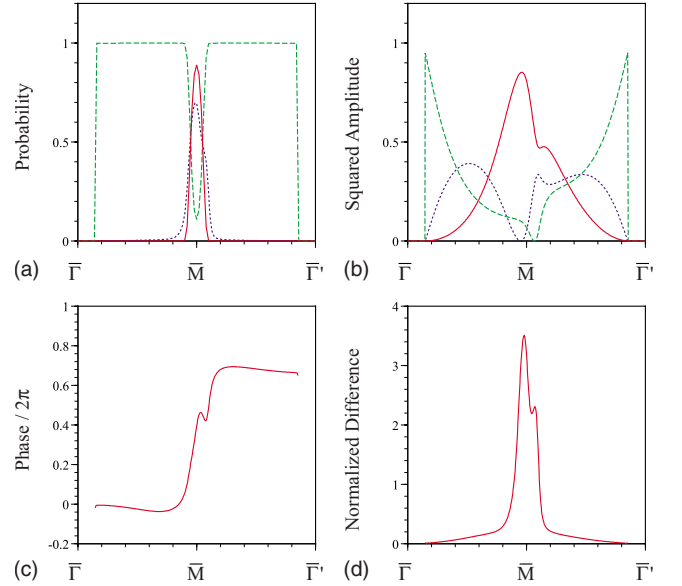 1
0.5
0
Probability
(a)
Γ̅
M̅
Γ̅'
1
0.5
0
Squared Amplitude
(b)
Γ̅
M̅
Γ̅'
1
0.8
0.6
0.4
0.2
0
-0.2
Phase / 2π
(c)
Γ̅
M̅
Γ̅'
4
3
2
1
0
Normalized Difference
(d)
Γ̅
M̅
Γ̅'